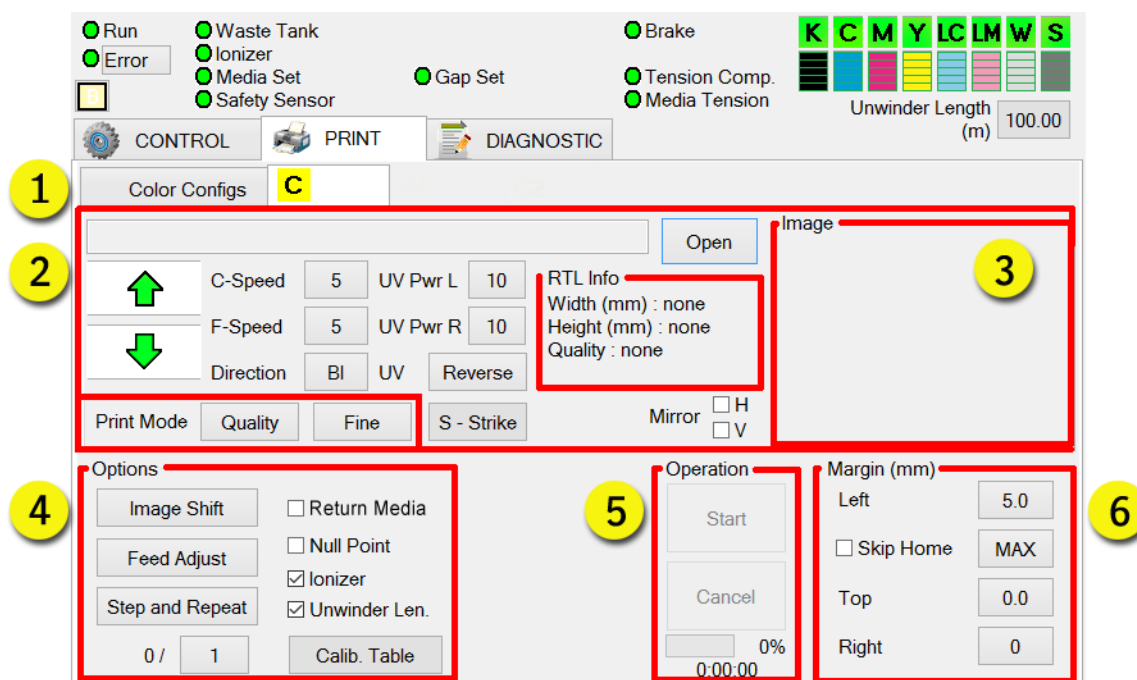 Run
Waste Tank
Brake
K C M Y LC LM W S
Error
Ionizer
Media Set
Gap Set
Tension Comp.
Safety Sensor
Media Tension
Unwinder Length
(m)
100.00
CONTROL
PRINT
DIAGNOSTIC
1
Color Configs
C
2
Open
Image
3
C-Speed 5 UV Pwr L 10
F-Speed 5 UV Pwr R 10
Direction BI UV Reverse
RTL Info
Width (mm) : none
Height (mm) : none
Quality : none
Print Mode Quality Fine S - Strike
Mirror
H
V
4
Options
Image Shift
Feed Adjust
Step and Repeat
0 / 1
Return Media
Null Point
Ionizer
Unwinder Len.
Calib. Table
5
Operation
Start
Cancel
0%
0:00:00
6
Margin (mm)
Left 5.0
Skip Home MAX
Top 0.0
Right 0